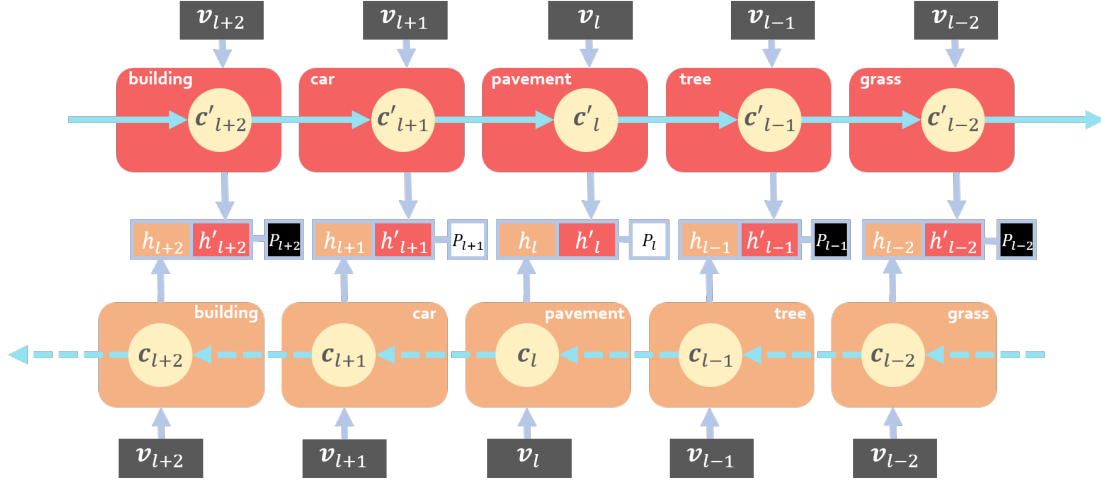 v_{l+2} v_{l+1} v_l v_{l-1} v_{l-2}
building car pavement tree grass
c'_{l+2} c'_{l+1} c'_l c'_{l-1} c'_{l-2}
h_{l+2} h'_{l+2} P_{l+2} h_{l+1} h'_{l+1} P_{l+1} h_l h'_l P_l h_{l-1} h'_{l-1} P_{l-1} h_{l-2} h'_{l-2} P_{l-2}
building car pavement tree grass
c_{l+2} c_{l+1} c_l c_{l-1} c_{l-2}
v_{l+2} v_{l+1} v_l v_{l-1} v_{l-2}